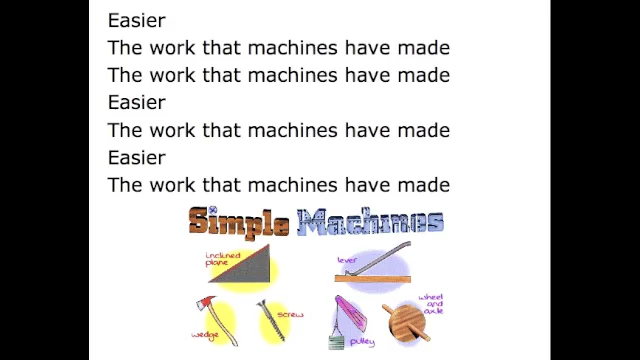 Easier
The work that machines have made
The work that machines have made
Easier
The work that machines have made
Easier
The work that machines have made
Simple Machines
inclined plane
lever
wedge
screw
pulley
wheel and axle